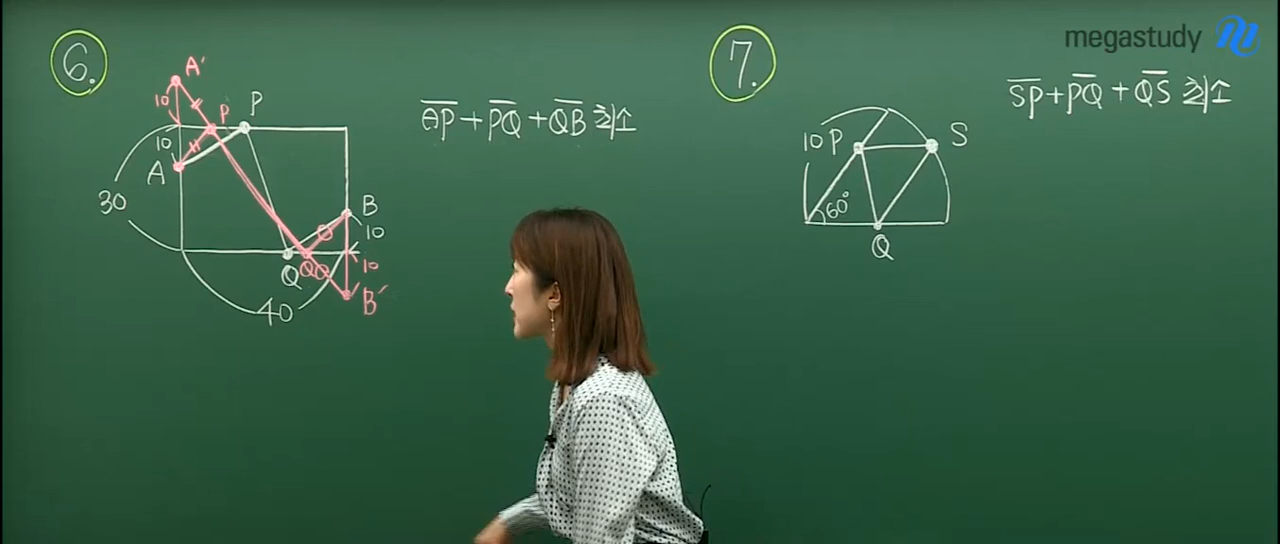 megastudy
6.
A'
10
P
P
10
A
30
B
10
Q
Q
10
B'
40
AP + PQ + QB 최소
7.
SP + PQ + QS 최소
10
P
S
60°
Q